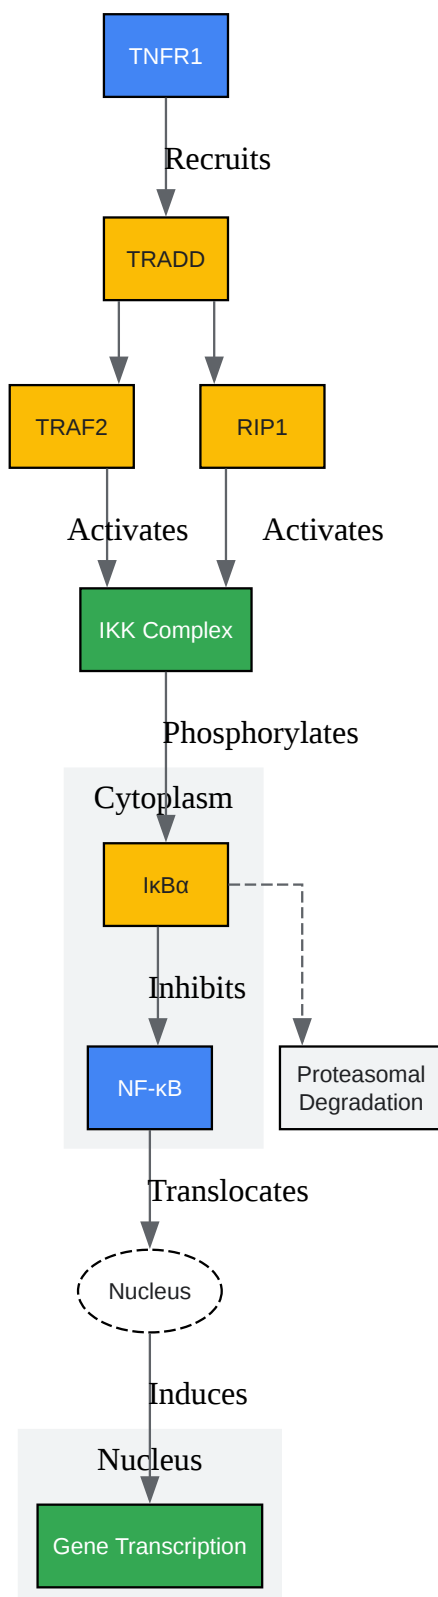 TNFR1
Recruits
TRADD
TRAF2
RIP1
Activates
Activates
IKK Complex
Phosphorylates
Cytoplasm
IκBα
Inhibits
NF-κB
Proteasomal
Degradation
Translocates
Nucleus
Induces
Nucleus
Gene Transcription